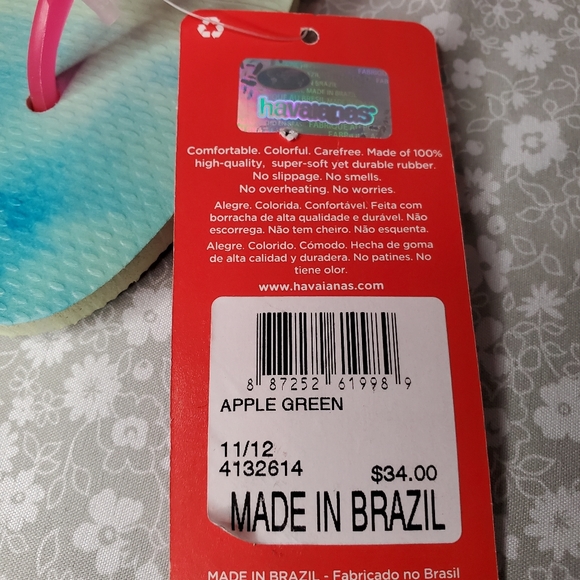 havaianas
Comfortable. Colorful. Carefree. Made of 100%
high-quality, super-soft yet durable rubber.
No slippage. No smells.
No overheating. No worries.
Alegre. Colorida. Confortável. Feita com
borracha de alta qualidade e durável. Não
escorrega. Não tem cheiro. Não esquenta.
Alegre. Colorido. Cómodo. Hecha de goma
de alta calidad y duradera. No patines. No
tiene olor.
www.havaianas.com
8 87252 61998 9
APPLE GREEN
11/12
4132614 $34.00
MADE IN BRAZIL
MADE IN BRAZIL - Fabricado no Brasil